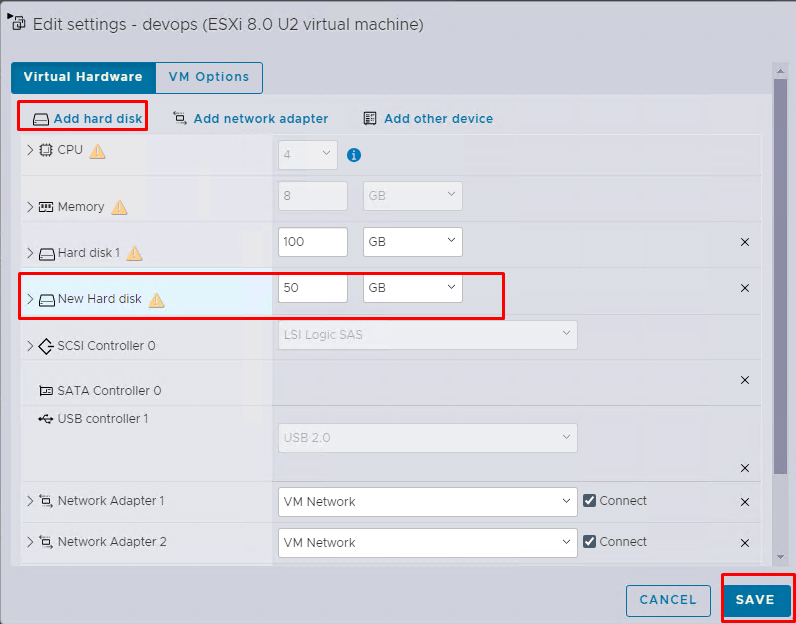 Edit settings - devops (ESXi 8.0 U2 virtual machine)
Virtual Hardware VM Options
Add hard disk Add network adapter Add other device
CPU 4
Memory 8 GB
Hard disk 1 100 GB
New Hard disk 50 GB
SCSI Controller 0 LSI Logic SAS
SATA Controller 0
USB controller 1
USB 2.0
Network Adapter 1 VM Network Connect
Network Adapter 2 VM Network Connect
CANCEL SAVE